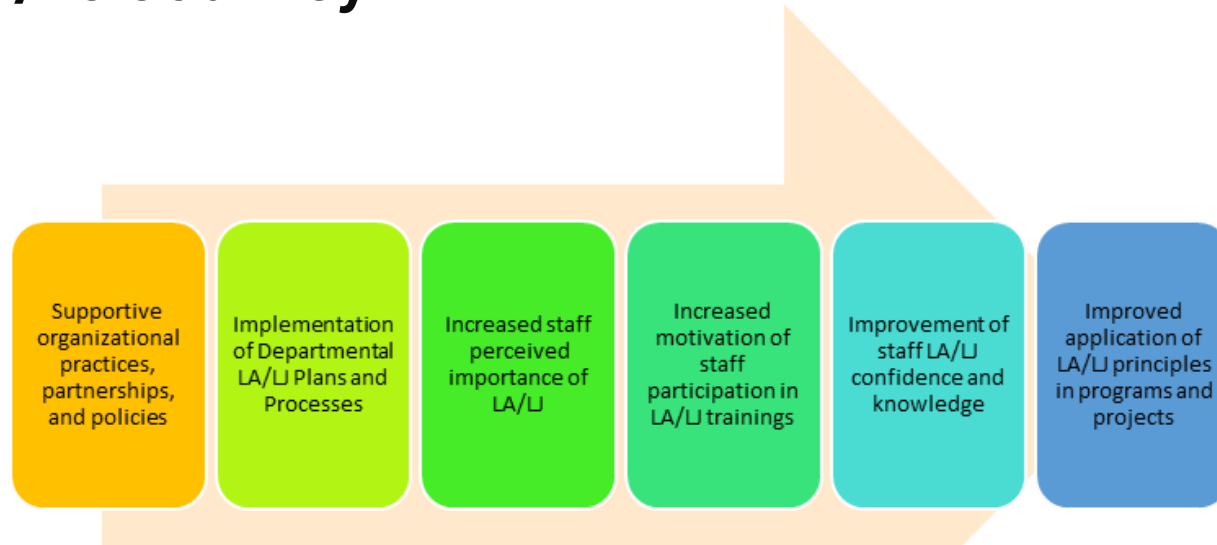 Supportive
organizational
practices,
partnerships,
and policies
Implementation
of Departmental
LA/LJ Plans and
Processes
Increased staff
perceived
importance of
LA/LJ
Increased
motivation of
staff
participation in
LA/LJ trainings
Improvement of
staff LA/LJ
confidence and
knowledge
Improved
application of
LA/LJ principles
in programs and
projects